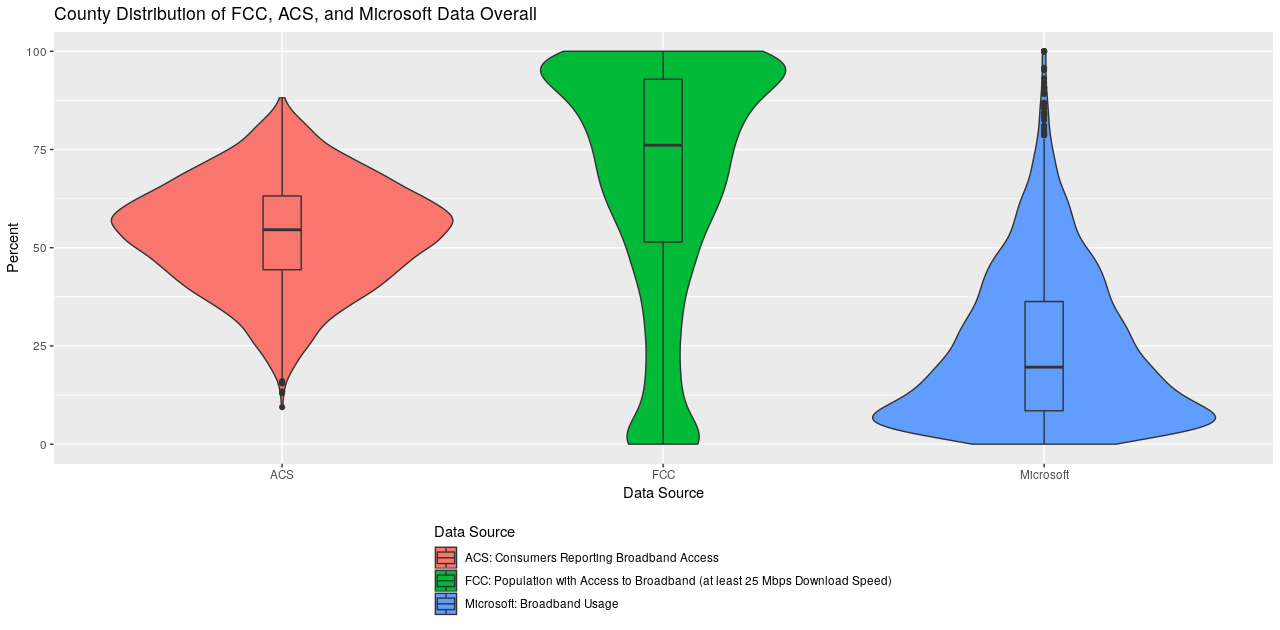 County Distribution of FCC, ACS, and Microsoft Data Overall
Percent
100
75
50
25
0
ACS
FCC
Microsoft
Data Source
Data Source
ACS: Consumers Reporting Broadband Access
FCC: Population with Access to Broadband (at least 25 Mbps Download Speed)
Microsoft: Broadband Usage